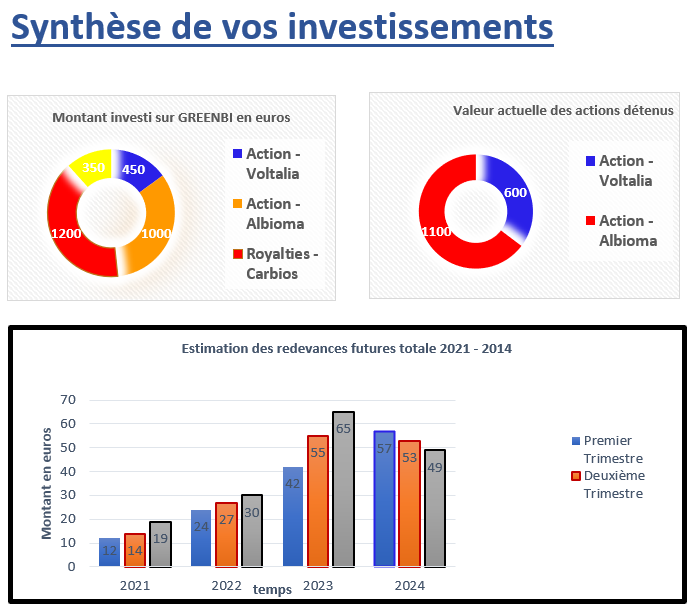 Synthèse de vos investissements
Montant investi sur GREENBI en euros
350
450
1200
1000
Action -
Voltalia
Action -
Albioma
Royalties -
Carbios
Valeur actuelle des actions détenus
600
1100
Action -
Voltalia
Action -
Albioma
Estimation des redevances futures totale 2021 - 2014
Montant en euros
70
60
50
40
30
20
10
0
12
14
19
24
27
30
42
55
65
57
53
49
2021
2022
2023
2024
temps
Premier
Trimestre
Deuxième
Trimestre